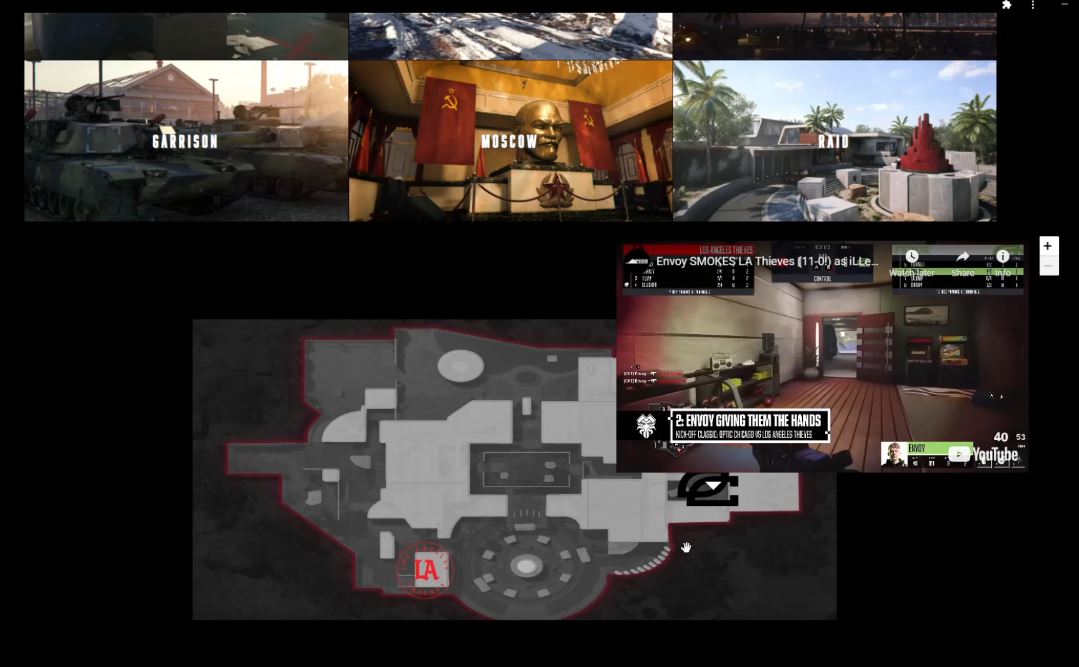 GARRISON
MOSCOW
RAID
LOS ANGELES THIEVES
Envoy SMOKES LA Thieves (11-0!) as iLLe...
Watch later
Share
Info
CONTROL
2: ENVOY GIVING THEM THE HANDS
KICK-OFF CLASSIC: OPTIC CHICAGO VS LOS ANGELES THIEVES
40 53
ENVOY
YouTube
LA